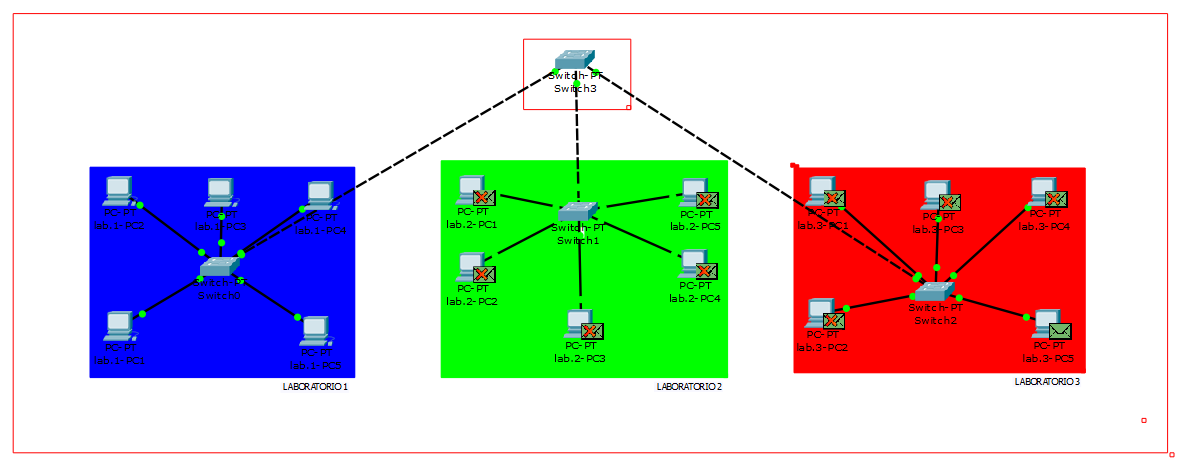 Switch-PT
Switch3
PC-PT
lab.1-PC2
PC-PT
lab.1-PC3
PC-PT
lab.1-PC4
Switch-PT
Switch0
PC-PT
lab.1-PC1
PC-PT
lab.1-PC5
LABORATORIO 1
PC-PT
lab.2-PC1
PC-PT
lab.2-PC5
Switch-PT
Switch1
PC-PT
lab.2-PC2
PC-PT
lab.2-PC4
PC-PT
lab.2-PC3
LABORATORIO 2
PC-PT
lab.3-PC1
PC-PT
lab.3-PC3
PC-PT
lab.3-PC4
Switch-PT
Switch2
PC-PT
lab.3-PC2
PC-PT
lab.3-PC5
LABORATORIO 3